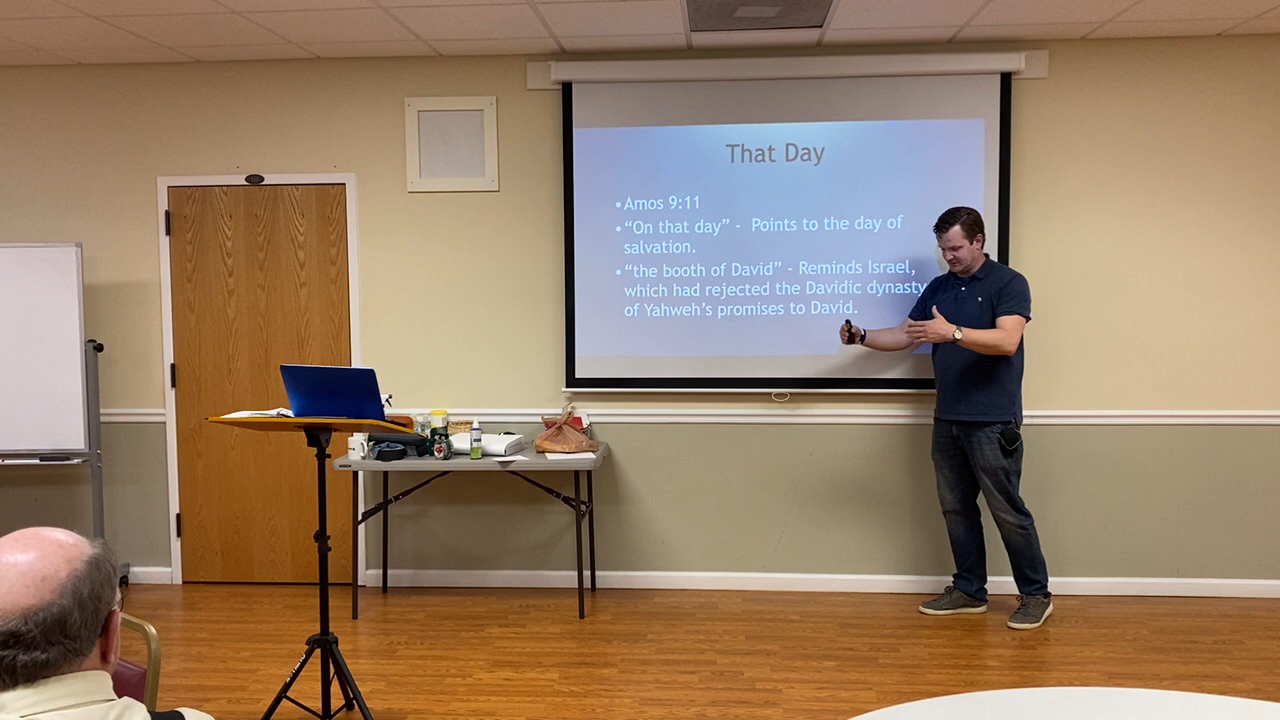 That Day
•Amos 9:11
•“On that day” - Points to the day of
salvation.
•“the booth of David” - Reminds Israel,
which had rejected the Davidic dynasty
of Yahweh’s promises to David.